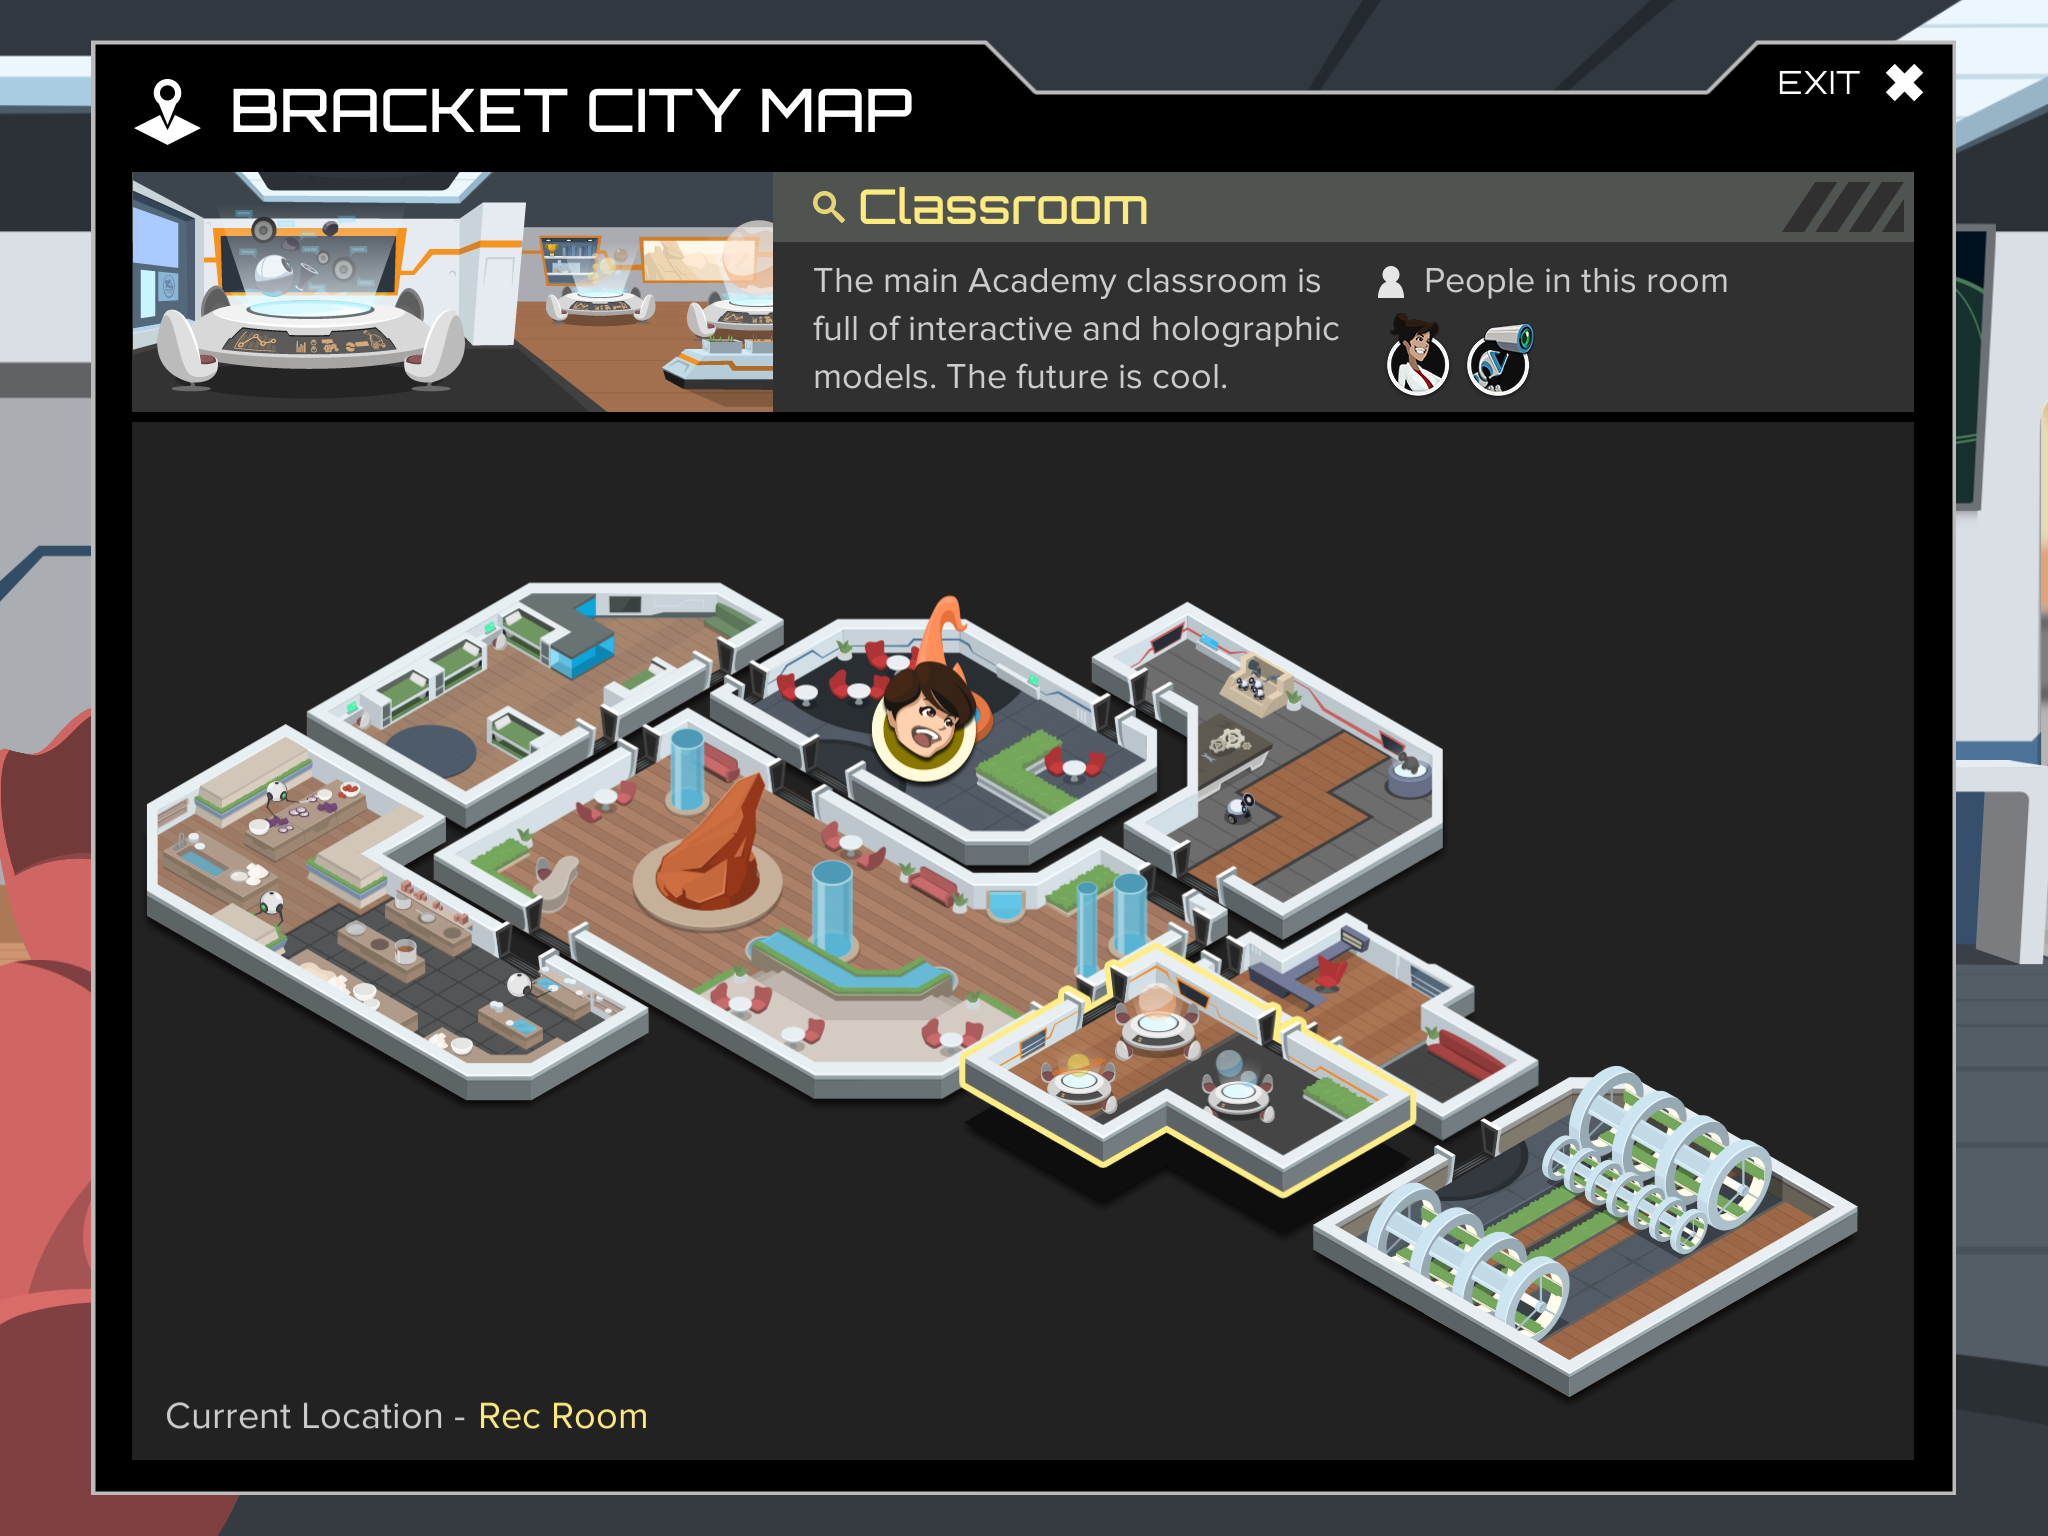 BRACKET CITY MAP
EXIT
Classroom
The main Academy classroom is
full of interactive and holographic
models. The future is cool.
People in this room
Current Location - Rec Room